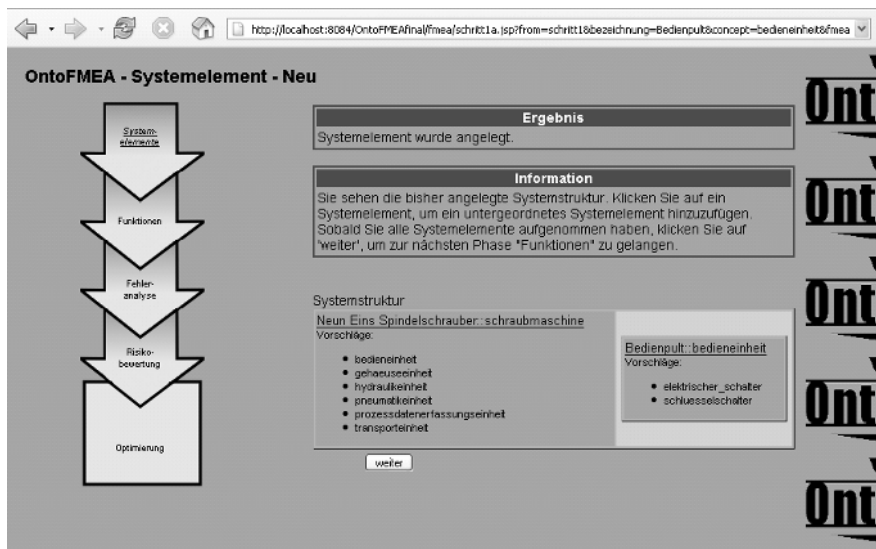 http://localhost:8084/OntoFMEAfinal/fmea/schritt1a.jsp?from=schritt1&bezeichnung=Bedienpult&concept=bedieneinheit&fmea
OntoFMEA - Systemelement - Neu
System-
elemente
Funktionen
Fehler-
analyse
Risiko-
bewertung
Optimierung
Ergebnis
Systemelement wurde angelegt.
Information
Sie sehen die bisher angelegte Systemstruktur. Klicken Sie auf ein
Systemelement, um ein untergeordnetes Systemelement hinzuzufügen.
Sobald Sie alle Systemelemente aufgenommen haben, klicken Sie auf
'weiter', um zur nächsten Phase "Funktionen" zu gelangen.
Systemstruktur
Neun Eins Spindelschrauber::schraubmaschine
Vorschläge:
• bedieneinheit
• gehaeuseeinheit
• hydraulikeinheit
• pneumatikeinheit
• prozessdatenerfassungseinheit
• transporteinheit
Bedienpult::bedieneinheit
Vorschläge:
• elektrischer_schalter
• schluesselschalter
weiter
Ont
Ont
Ont
Ont
Ont